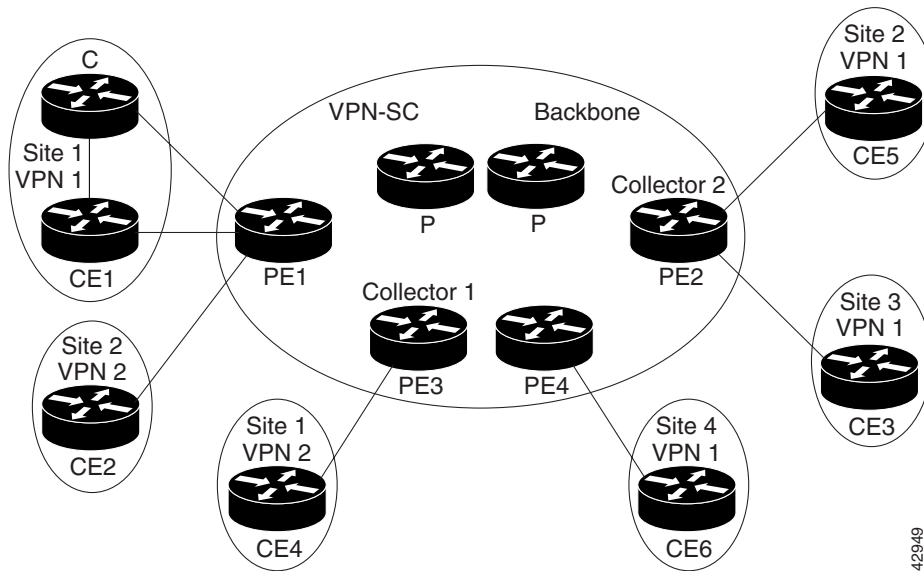 C
Site 1
VPN 1
CE1
Site 2
VPN 2
CE2
VPN-SC
Backbone
P
P
PE1
Collector 2
PE2
Collector 1
PE3
PE4
Site 1
VPN 2
CE4
Site 4
VPN 1
CE6
Site 2
VPN 1
CE5
Site 3
VPN 1
CE3
42949